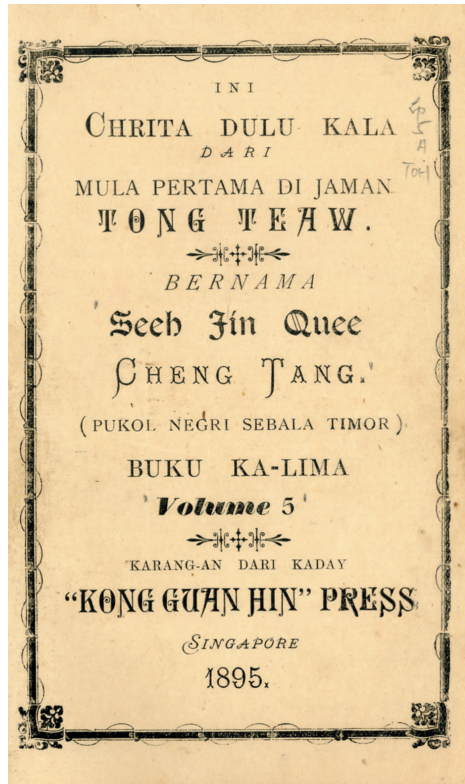 INI
CHRITA DULU KALA
DARI
MULA PERTAMA DI JAMAN
TONG TEAW.
BERNAMA
Seeh Jin Quee
CHENG TANG.
(PUKOL NEGRI SEBALA TIMOR)
BUKU KA-LIMA
Volume 5
KARANG-AN DARI KADAY
"KONG GUAN HIN" PRESS
SINGAPORE
1895.